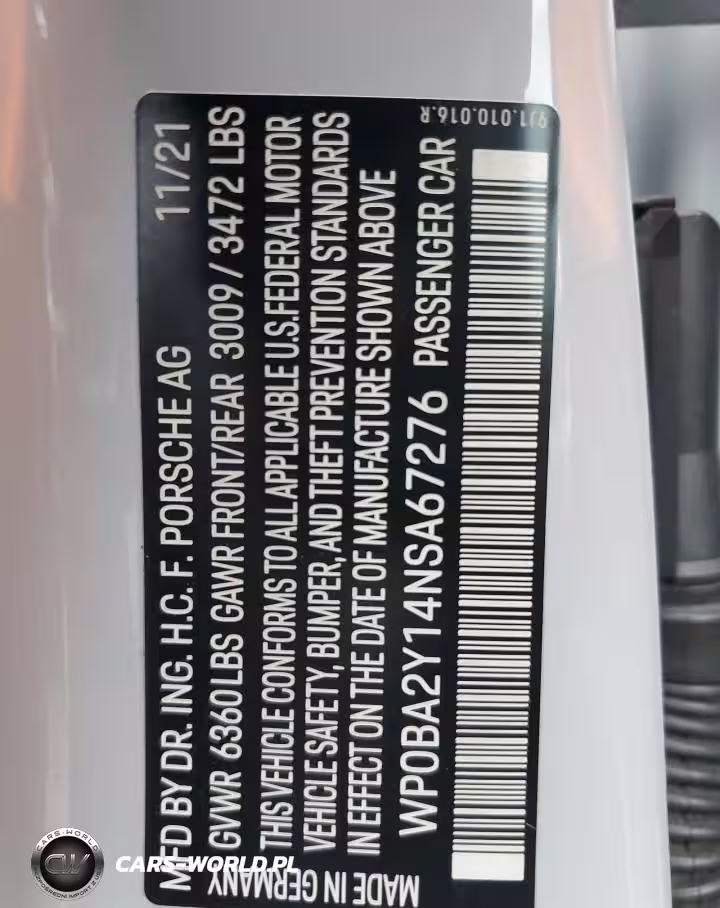 MFD BY DR. ING. H.C. F. PORSCHE AG 11/21
GVWR 6360 LBS GAWR FRONT/REAR 3009 / 3472 LBS
THIS VEHICLE CONFORMS TO ALL APPLICABLE U.S. FEDERAL MOTOR
VEHICLE SAFETY, BUMPER, AND THEFT PREVENTION STANDARDS
IN EFFECT ON THE DATE OF MANUFACTURE SHOWN ABOVE
WP0BA2Y14NSA67276 PASSENGER CAR
MADE IN GERMANY
9J1.010.016.R
CARS-WORLD
CW
CARS-WORLD.PL